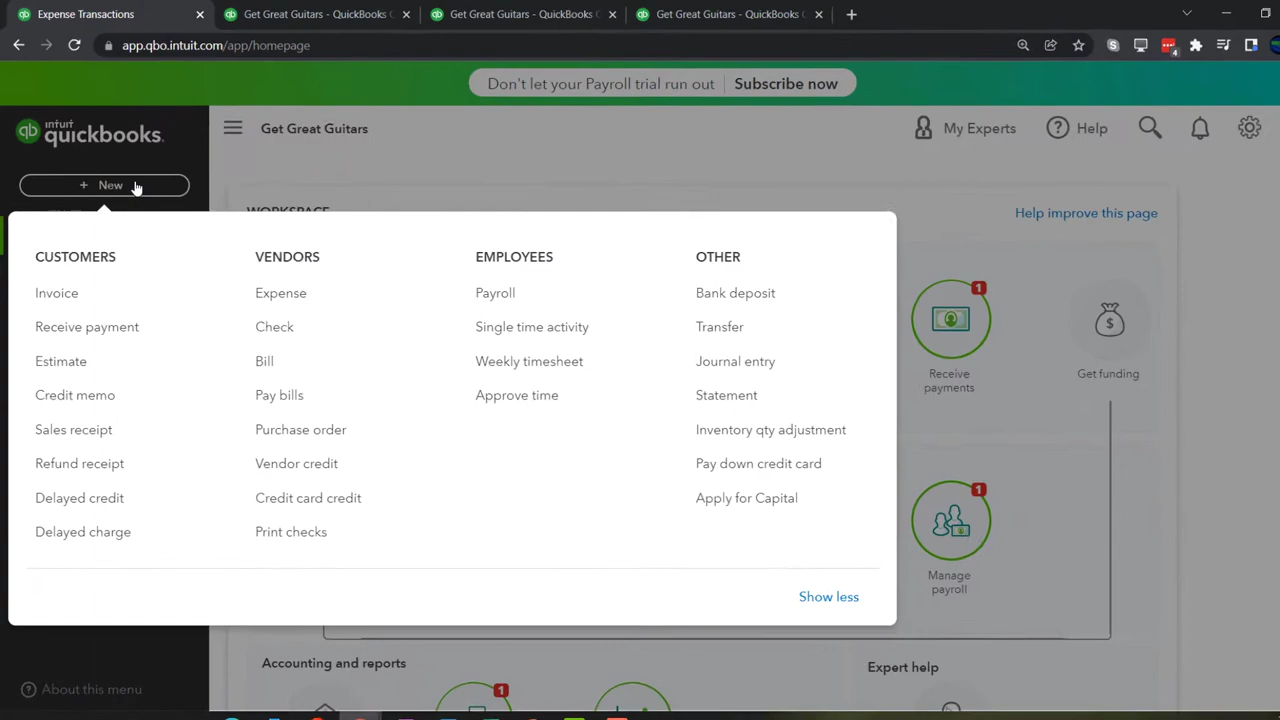 Expense Transactions
Get Great Guitars - QuickBooks O
Get Great Guitars - QuickBooks O
Get Great Guitars - QuickBooks O
app.qbo.intuit.com/app/homepage
4
Don't let your Payroll trial run out
Subscribe now
qb intuit quickbooks.
Get Great Guitars
My Experts
Help
+ New
WORKSPACE
Help improve this page
CUSTOMERS
Invoice
Receive payment
Estimate
Credit memo
Sales receipt
Refund receipt
Delayed credit
Delayed charge
VENDORS
Expense
Check
Bill
Pay bills
Purchase order
Vendor credit
Credit card credit
Print checks
EMPLOYEES
Payroll
Single time activity
Weekly timesheet
Approve time
OTHER
Bank deposit
Transfer
Journal entry
Statement
Inventory qty adjustment
Pay down credit card
Apply for Capital
Show less
1
Receive
payments
Get funding
1
Manage
payroll
Accounting and reports
1
Expert help
About this menu